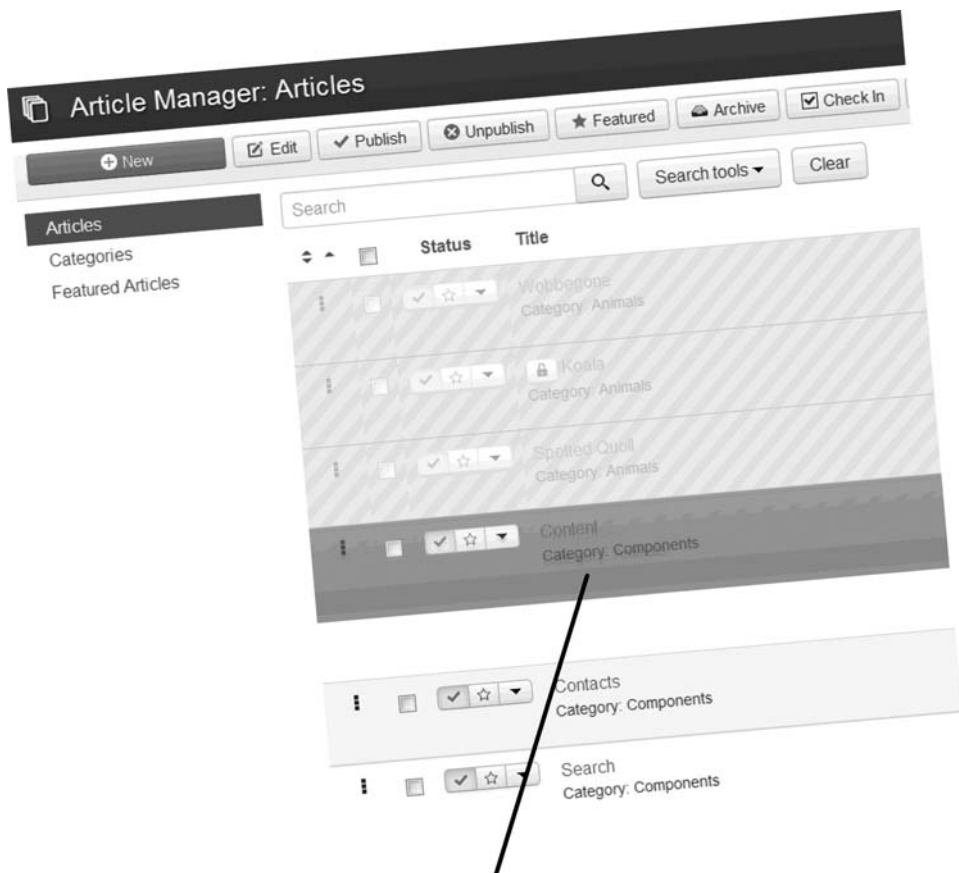 Article Manager: Articles
New Edit Publish Unpublish Featured Archive Check In
Search Search tools Clear
Articles
Categories
Featured Articles
Status Title
Wobbegone
Category: Animals
Koala
Category: Animals
Spotted Quoll
Category: Animals
Content
Category: Components
Contacts
Category: Components
Search
Category: Components